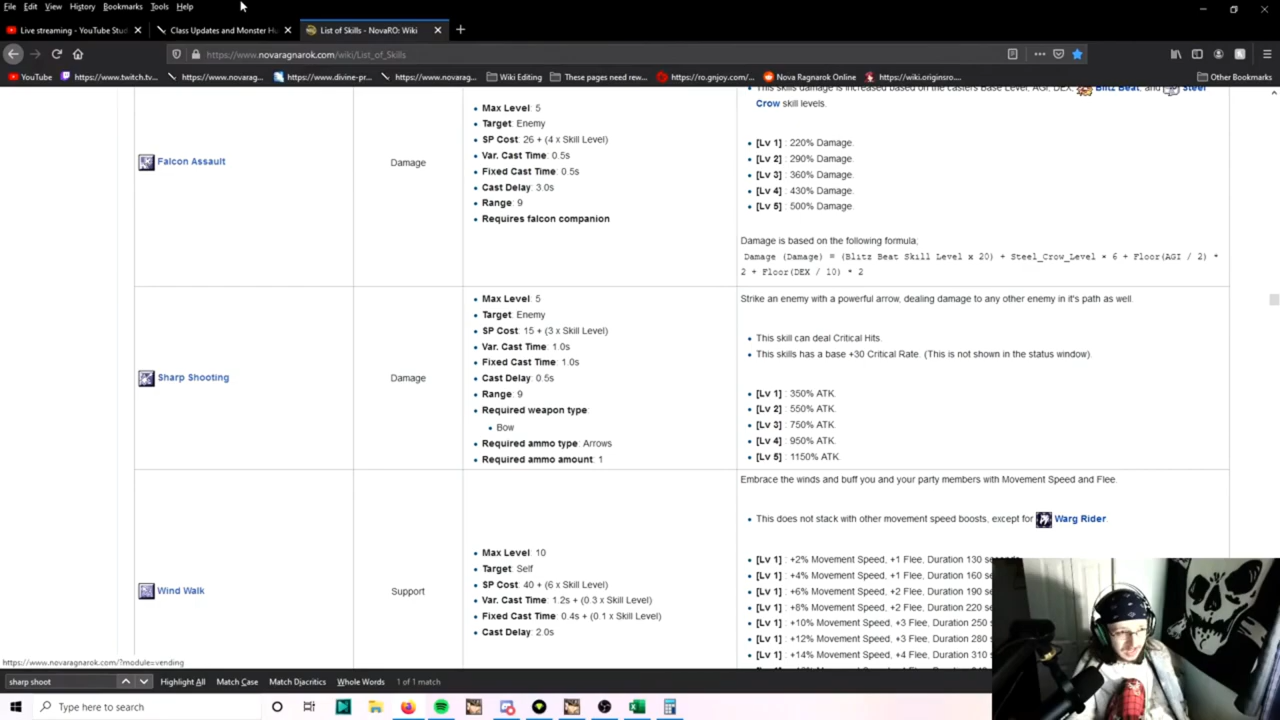 File Edit View History Bookmarks Tools Help
Live streaming - YouTube Stud
Class Updates and Monster Hu
List of Skills - NovaRO: Wiki
https://www.novaragnarok.com/wiki/List_of_Skills
YouTube https://www.twitch.tv... https://www.novarag... https://www.divine-pr... https://www.novarag... Wiki Editing These pages need rew... https://ro.gnjoy.com/... Nova Ragnarok Online https://wiki.originsro... Other Bookmarks
This skills damage is increased based on the casters Base Level, AGI, DEX, Blitz Beat, and Steel
Crow skill levels.
Falcon Assault
Damage
Max Level: 5
Target: Enemy
SP Cost: 26 + (4 x Skill Level)
Var. Cast Time: 0.5s
Fixed Cast Time: 0.5s
Cast Delay: 3.0s
Range: 9
Requires falcon companion
[Lv 1] : 220% Damage.
[Lv 2] : 290% Damage.
[Lv 3] : 360% Damage.
[Lv 4] : 430% Damage.
[Lv 5] : 500% Damage.
Damage is based on the following formula;
Damage (Damage) = (Blitz Beat Skill Level x 20) + Steel_Crow_Level * 6 + Floor(AGI / 2) *
2 + Floor(DEX / 10) * 2
Sharp Shooting
Damage
Max Level: 5
Target: Enemy
SP Cost: 15 + (3 x Skill Level)
Var. Cast Time: 1.0s
Fixed Cast Time: 1.0s
Cast Delay: 0.5s
Range: 9
Required weapon type:
Bow
Required ammo type: Arrows
Required ammo amount: 1
Strike an enemy with a powerful arrow, dealing damage to any other enemy in it's path as well.
This skill can deal Critical Hits.
This skills has a base +30 Critical Rate. (This is not shown in the status window).
[Lv 1] : 350% ATK.
[Lv 2] : 550% ATK.
[Lv 3] : 750% ATK.
[Lv 4] : 950% ATK.
[Lv 5] : 1150% ATK.
Wind Walk
Support
Max Level: 10
Target: Self
SP Cost: 40 + (6 x Skill Level)
Var. Cast Time: 1.2s + (0.3 x Skill Level)
Fixed Cast Time: 0.4s + (0.1 x Skill Level)
Cast Delay: 2.0s
Embrace the winds and buff you and your party members with Movement Speed and Flee.
This does not stack with other movement speed boosts, except for Warg Rider.
[Lv 1] : +2% Movement Speed, +1 Flee, Duration 130 seconds
[Lv 1] : +4% Movement Speed, +1 Flee, Duration 160 se
[Lv 1] : +6% Movement Speed, +2 Flee, Duration 190 se
[Lv 1] : +8% Movement Speed, +2 Flee, Duration 220 s
[Lv 1] : +10% Movement Speed, +3 Flee, Duration 250
[Lv 1] : +12% Movement Speed, +3 Flee, Duration 280
[Lv 1] : +14% Movement Speed, +4 Flee, Duration 310
https://www.novaragnarok.com/?module=vending
sharp shoot Highlight All Match Case Match Diacritics Whole Words 1 of 1 match
Type here to search